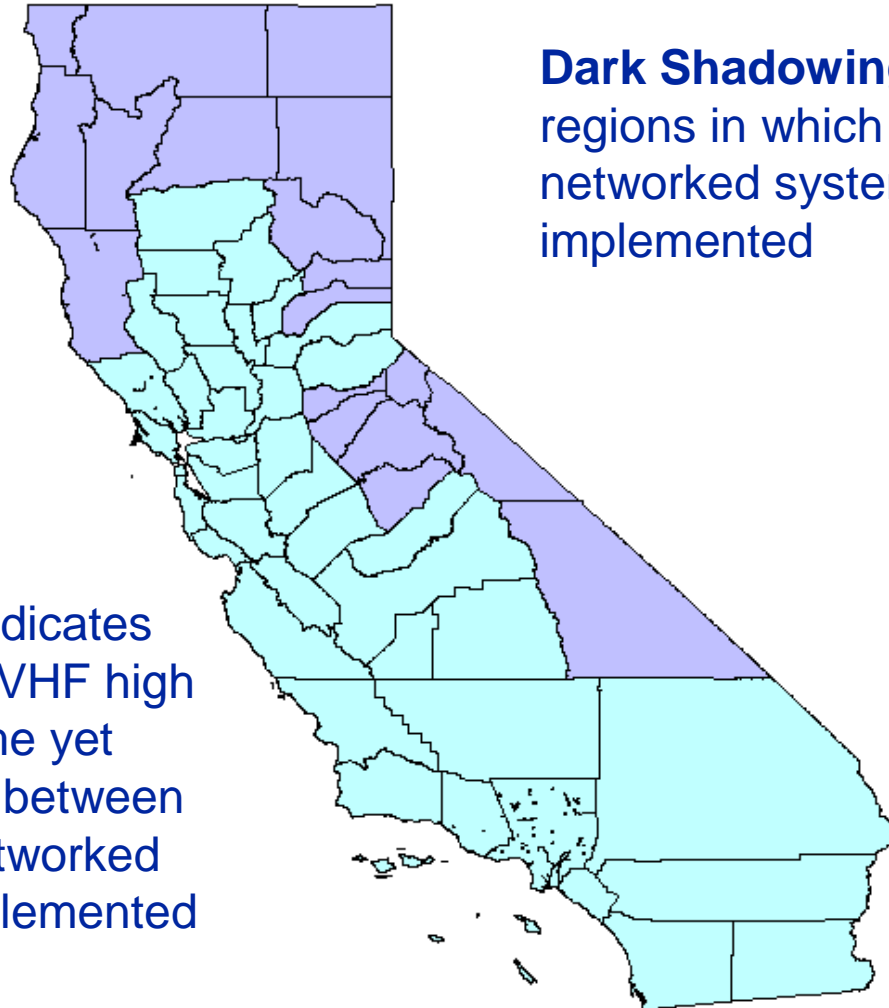 Dark Shadowing
regions in which
networked system
implemented
dicates
VHF high
ne yet
between
tworked
lemented